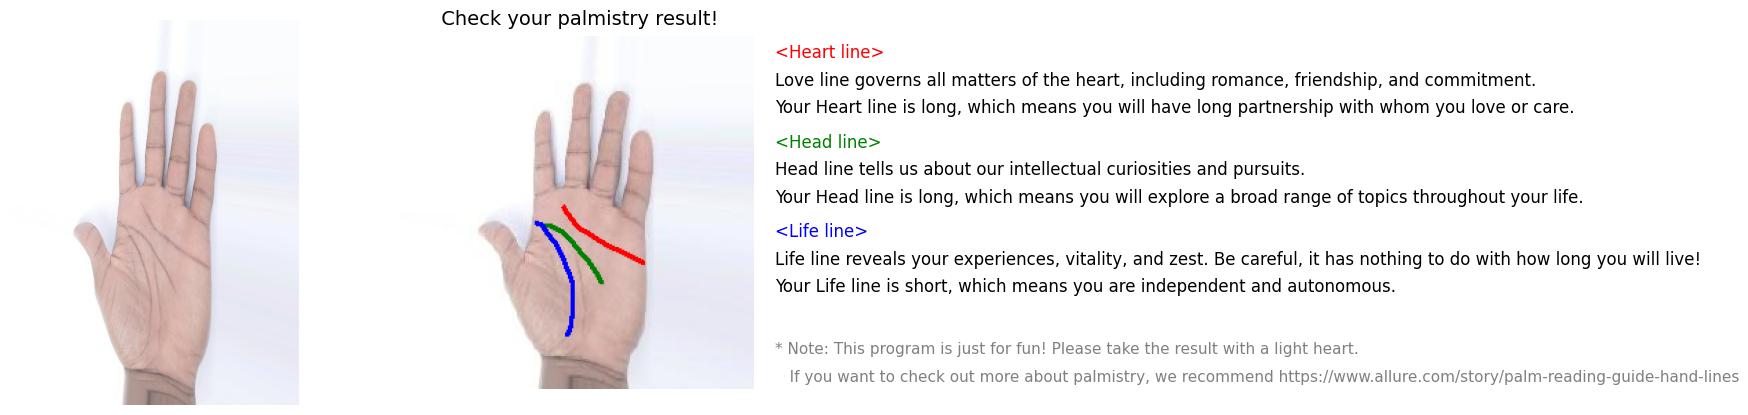 Check your palmistry result!
<Heart line>
Love line governs all matters of the heart, including romance, friendship, and commitment.
Your Heart line is long, which means you will have long partnership with whom you love or care.
<Head line>
Head line tells us about our intellectual curiosities and pursuits.
Your Head line is long, which means you will explore a broad range of topics throughout your life.
<Life line>
Life line reveals your experiences, vitality, and zest. Be careful, it has nothing to do with how long you will live!
Your Life line is short, which means you are independent and autonomous.
* Note: This program is just for fun! Please take the result with a light heart.
If you want to check out more about palmistry, we recommend https://www.allure.com/story/palm-reading-guide-hand-lines